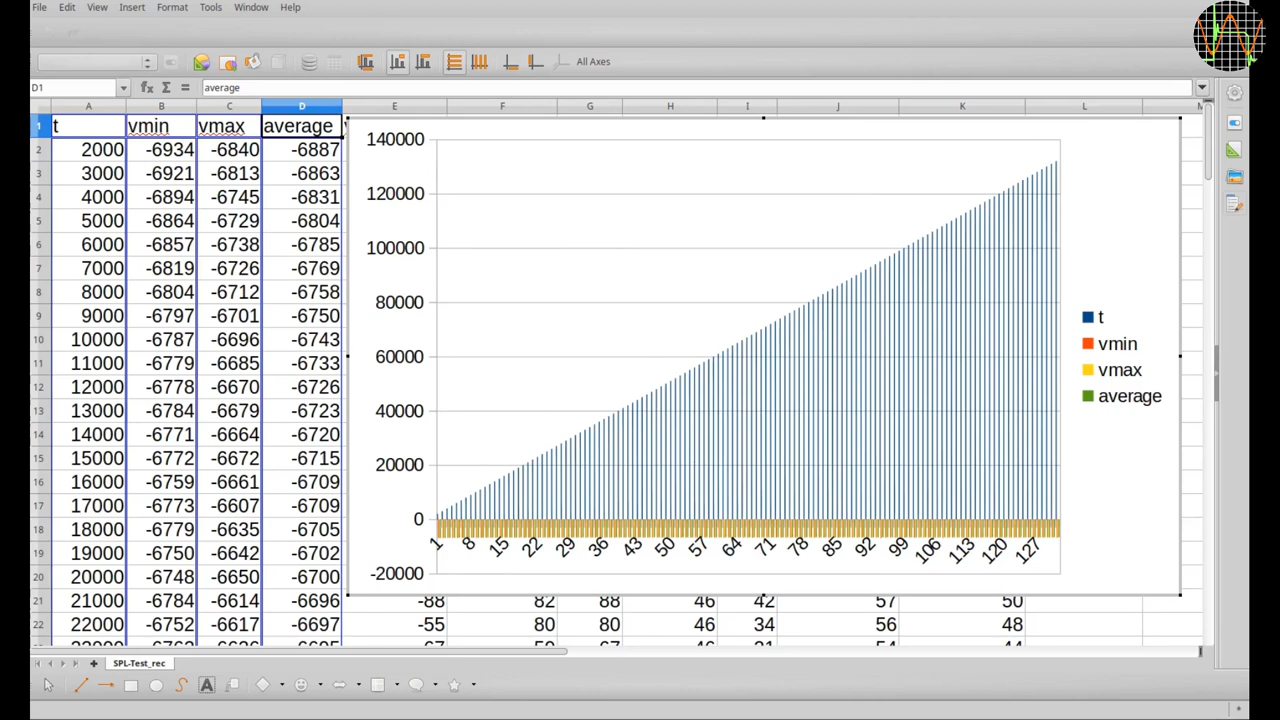 File Edit View Insert Format Tools Window Help
All Axes
D1 average
A B C D E F G H I J K L
1 t vmin vmax average
2 2000 -6934 -6840 -6887
3 3000 -6921 -6813 -6863
4 4000 -6894 -6745 -6831
5 5000 -6864 -6729 -6804
6 6000 -6857 -6738 -6785
7 7000 -6819 -6726 -6769
8 8000 -6804 -6712 -6758
9 9000 -6797 -6701 -6750
10 10000 -6787 -6696 -6743
11 11000 -6779 -6685 -6733
12 12000 -6778 -6670 -6726
13 13000 -6784 -6679 -6723
14 14000 -6771 -6664 -6720
15 15000 -6772 -6672 -6715
16 16000 -6759 -6661 -6709
17 17000 -6773 -6607 -6709
18 18000 -6779 -6635 -6705
19 19000 -6750 -6642 -6702
20 20000 -6748 -6650 -6700
21 21000 -6784 -6614 -6696 -88 82 88 46 42 57 50
22 22000 -6752 -6617 -6697 -55 80 80 46 34 56 48
140000
120000
100000
80000
60000
40000
20000
0
-20000
1 8 15 22 29 36 43 50 57 64 71 78 85 92 99 106 113 120 127
t
vmin
vmax
average
SPL-Test_rec